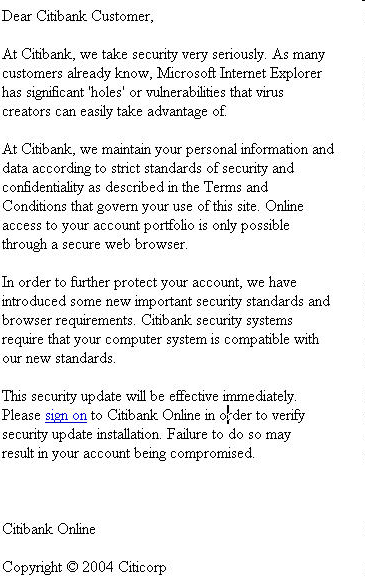 Dear Citibank Customer,
At Citibank, we take security very seriously. As many
customers already know, Microsoft Internet Explorer
has significant 'holes' or vulnerabilities that virus
creators can easily take advantage of.
At Citibank, we maintain your personal information and
data according to strict standards of security and
confidentiality as described in the Terms and
Conditions that govern your use of this site. Online
access to your account portfolio is only possible
through a secure web browser.
In order to further protect your account, we have
introduced some new important security standards and
browser requirements. Citibank security systems
require that your computer system is compatible with
our new standards.
This security update will be effective immediately.
Please sign on to Citibank Online in order to verify
security update installation. Failure to do so may
result in your account being compromised.
Citibank Online
Copyright © 2004 Citicorp